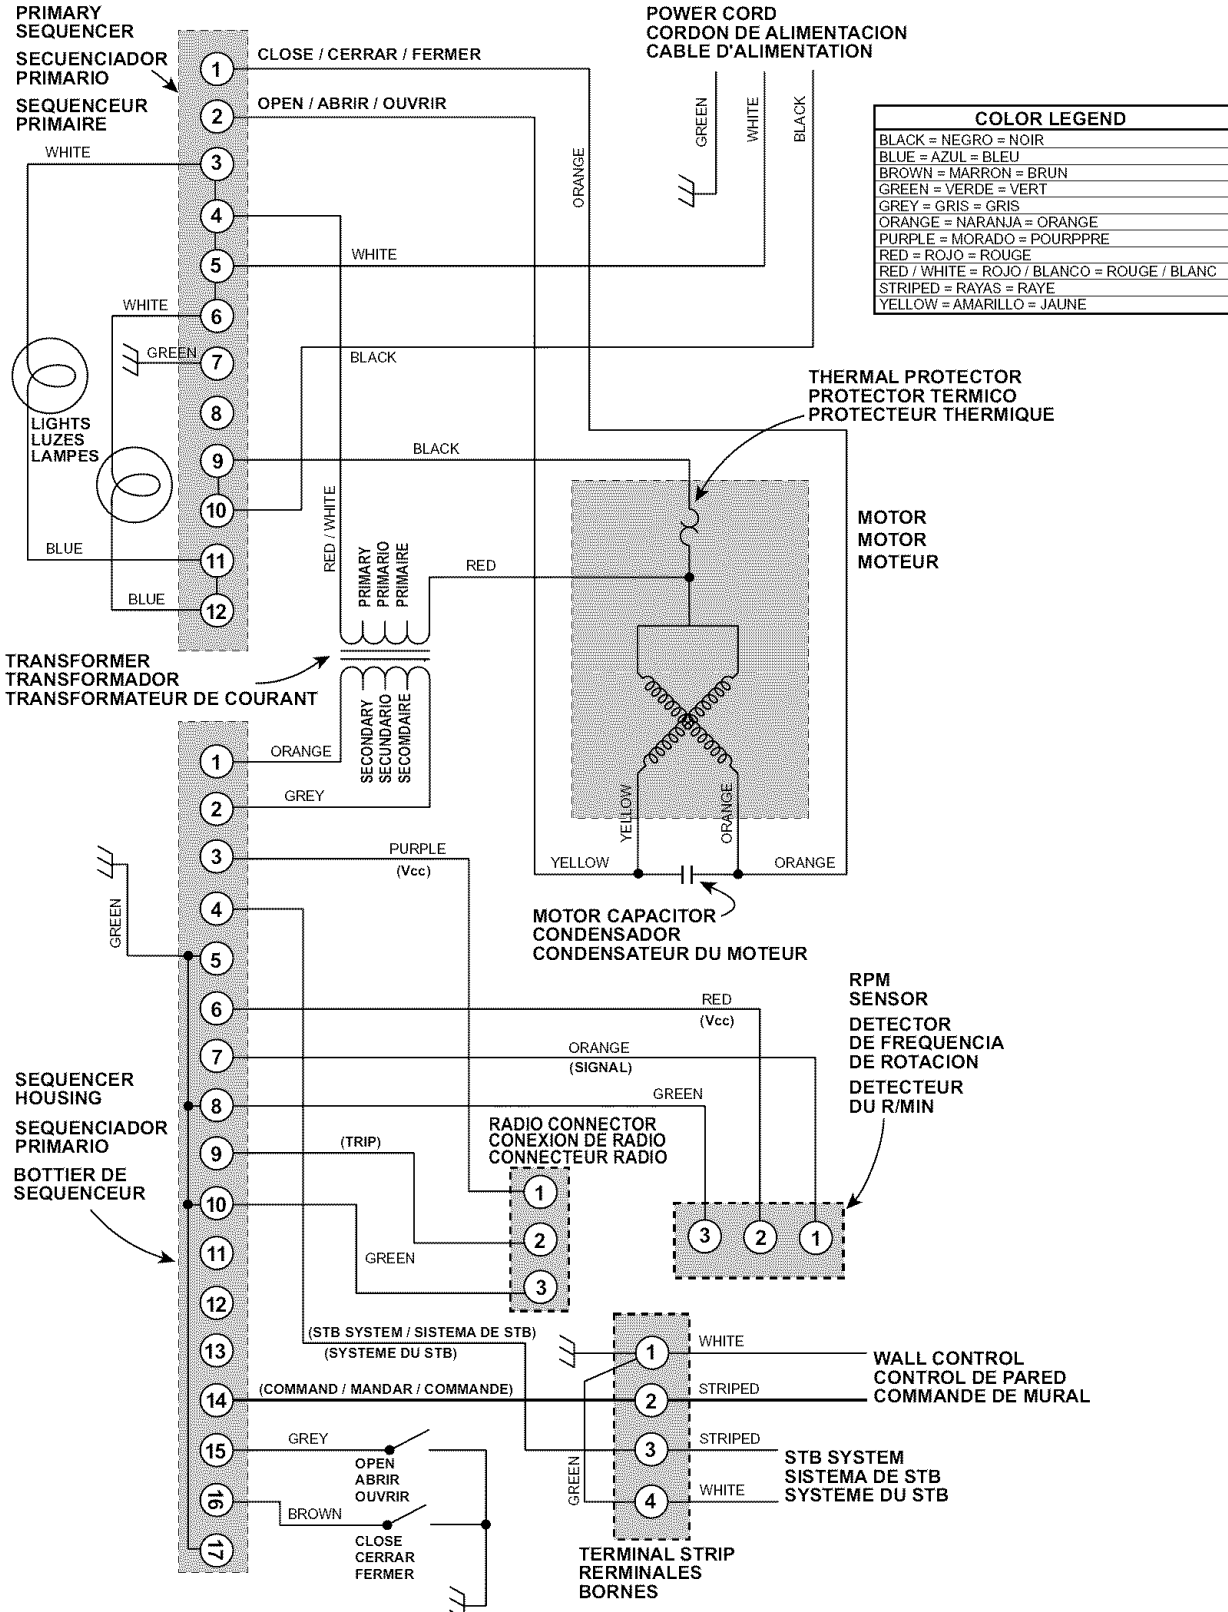 PRIMARY
SEQUENCER
SECUENCIADOR
PRIMARIO
SEQUENCEUR
PRIMAIRE
1
CLOSE / CERRAR / FERMER
2
OPEN / ABRIR / OUVRIR
WHITE
3
4
5
WHITE
WHITE
6
GREEN
7
8
9
BLACK
10
BLACK
BLUE
11
BLUE
12
LIGHTS
LUZES
LAMPES
POWER CORD
CORDON DE ALIMENTACION
CABLE D'ALIMENTATION
GREEN
WHITE
BLACK
ORANGE
COLOR LEGEND
BLACK = NEGRO = NOIR
BLUE = AZUL = BLEU
BROWN = MARRON = BRUN
GREEN = VERDE = VERT
GREY = GRIS = GRIS
ORANGE = NARANJA = ORANGE
PURPLE = MORADO = POURPPRE
RED = ROJO = ROUGE
RED / WHITE = ROJO / BLANCO = ROUGE / BLANC
STRIPED = RAYAS = RAYE
YELLOW = AMARILLO = JAUNE
THERMAL PROTECTOR
PROTECTOR TERMICO
PROTECTEUR THERMIQUE
MOTOR
MOTOR
MOTEUR
RED / WHITE
PRIMARY
PRIMARIO
PRIMAIRE
RED
TRANSFORMER
TRANSFORMADOR
TRANSFORMATEUR DE COURANT
SECONDARY
SECUNDARIO
SECOMDAIRE
YELLOW
ORANGE
YELLOW
ORANGE
MOTOR CAPACITOR
CONDENSADOR
CONDENSATEUR DU MOTEUR
1
ORANGE
2
GREY
3
PURPLE
(Vcc)
4
GREEN
5
6
RED
(Vcc)
7
ORANGE
(SIGNAL)
8
GREEN
9
(TRIP)
10
GREEN
11
12
13
14
15
16
17
SEQUENCER
HOUSING
SEQUENCIADOR
PRIMARIO
BOTTIER DE
SEQUENCEUR
RPM
SENSOR
DETECTOR
DE FREQUENCIA
DE ROTACION
DETECTEUR
DU R/MIN
RADIO CONNECTOR
CONEXION DE RADIO
CONNECTEUR RADIO
1
2
3
3
2
1
(STB SYSTEM / SISTEMA DE STB)
(SYSTEME DU STB)
(COMMAND / MANDAR / COMMANDE)
GREY
OPEN
ABRIR
OUVRIR
BROWN
CLOSE
CERRAR
FERMER
GREEN
1
WHITE
2
STRIPED
3
STRIPED
4
WHITE
WALL CONTROL
CONTROL DE PARED
COMMANDE DE MURAL
STB SYSTEM
SISTEMA DE STB
SYSTEME DU STB
TERMINAL STRIP
RERMINALES
BORNES